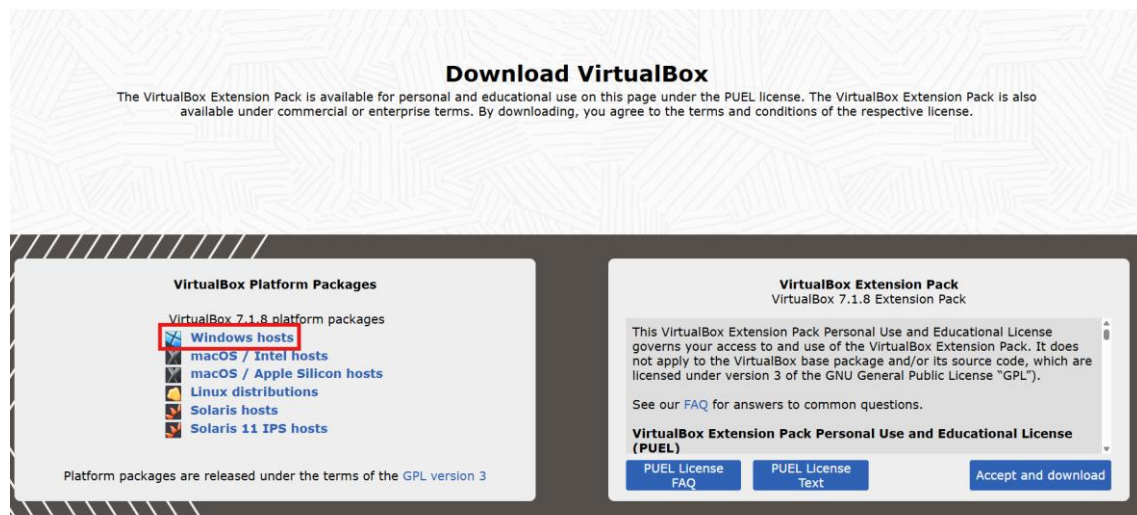 Download VirtualBox
The VirtualBox Extension Pack is available for personal and educational use on this page under the PUEL license. The VirtualBox Extension Pack is also
available under commercial or enterprise terms. By downloading, you agree to the terms and conditions of the respective license.
VirtualBox Platform Packages
VirtualBox 7.1.8 platform packages
Windows hosts
macOS / Intel hosts
macOS / Apple Silicon hosts
Linux distributions
Solaris hosts
Solaris 11 IPS hosts
Platform packages are released under the terms of the GPL version 3
VirtualBox Extension Pack
VirtualBox 7.1.8 Extension Pack
This VirtualBox Extension Pack Personal Use and Educational License
governs your access to and use of the VirtualBox Extension Pack. It does
not apply to the VirtualBox base package and/or its source code, which are
licensed under version 3 of the GNU General Public License “GPL”).
See our FAQ for answers to common questions.
VirtualBox Extension Pack Personal Use and Educational License
(PUEL)
PUEL License
FAQ
PUEL License
Text
Accept and download